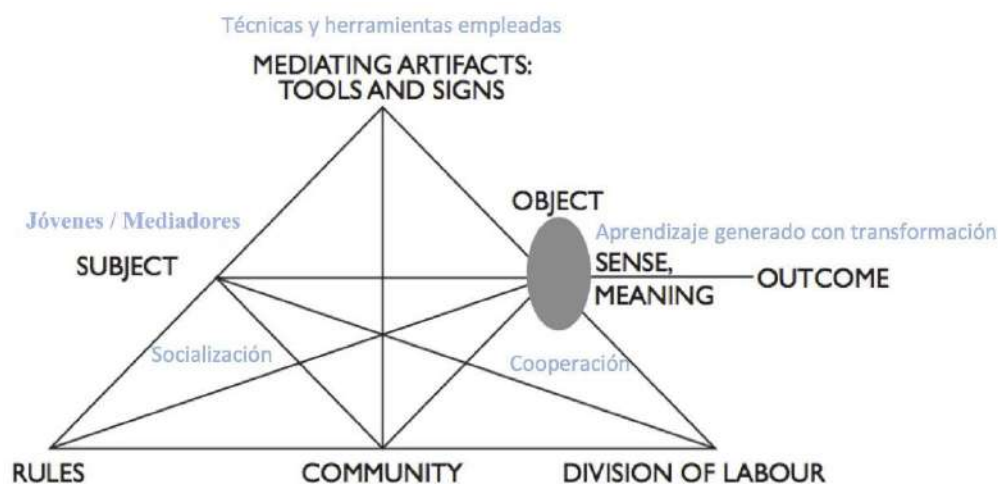 Técnicas y herramientas empleadas
MEDIATING ARTIFACTS:
TOOLS AND SIGNS
OBJECT
Jóvenes / Mediadores
Aprendizaje generado con transformación
SUBJECT
SENSE,
MEANING
OUTCOME
Socialización
Cooperación
RULES
COMMUNITY
DIVISION OF LABOUR